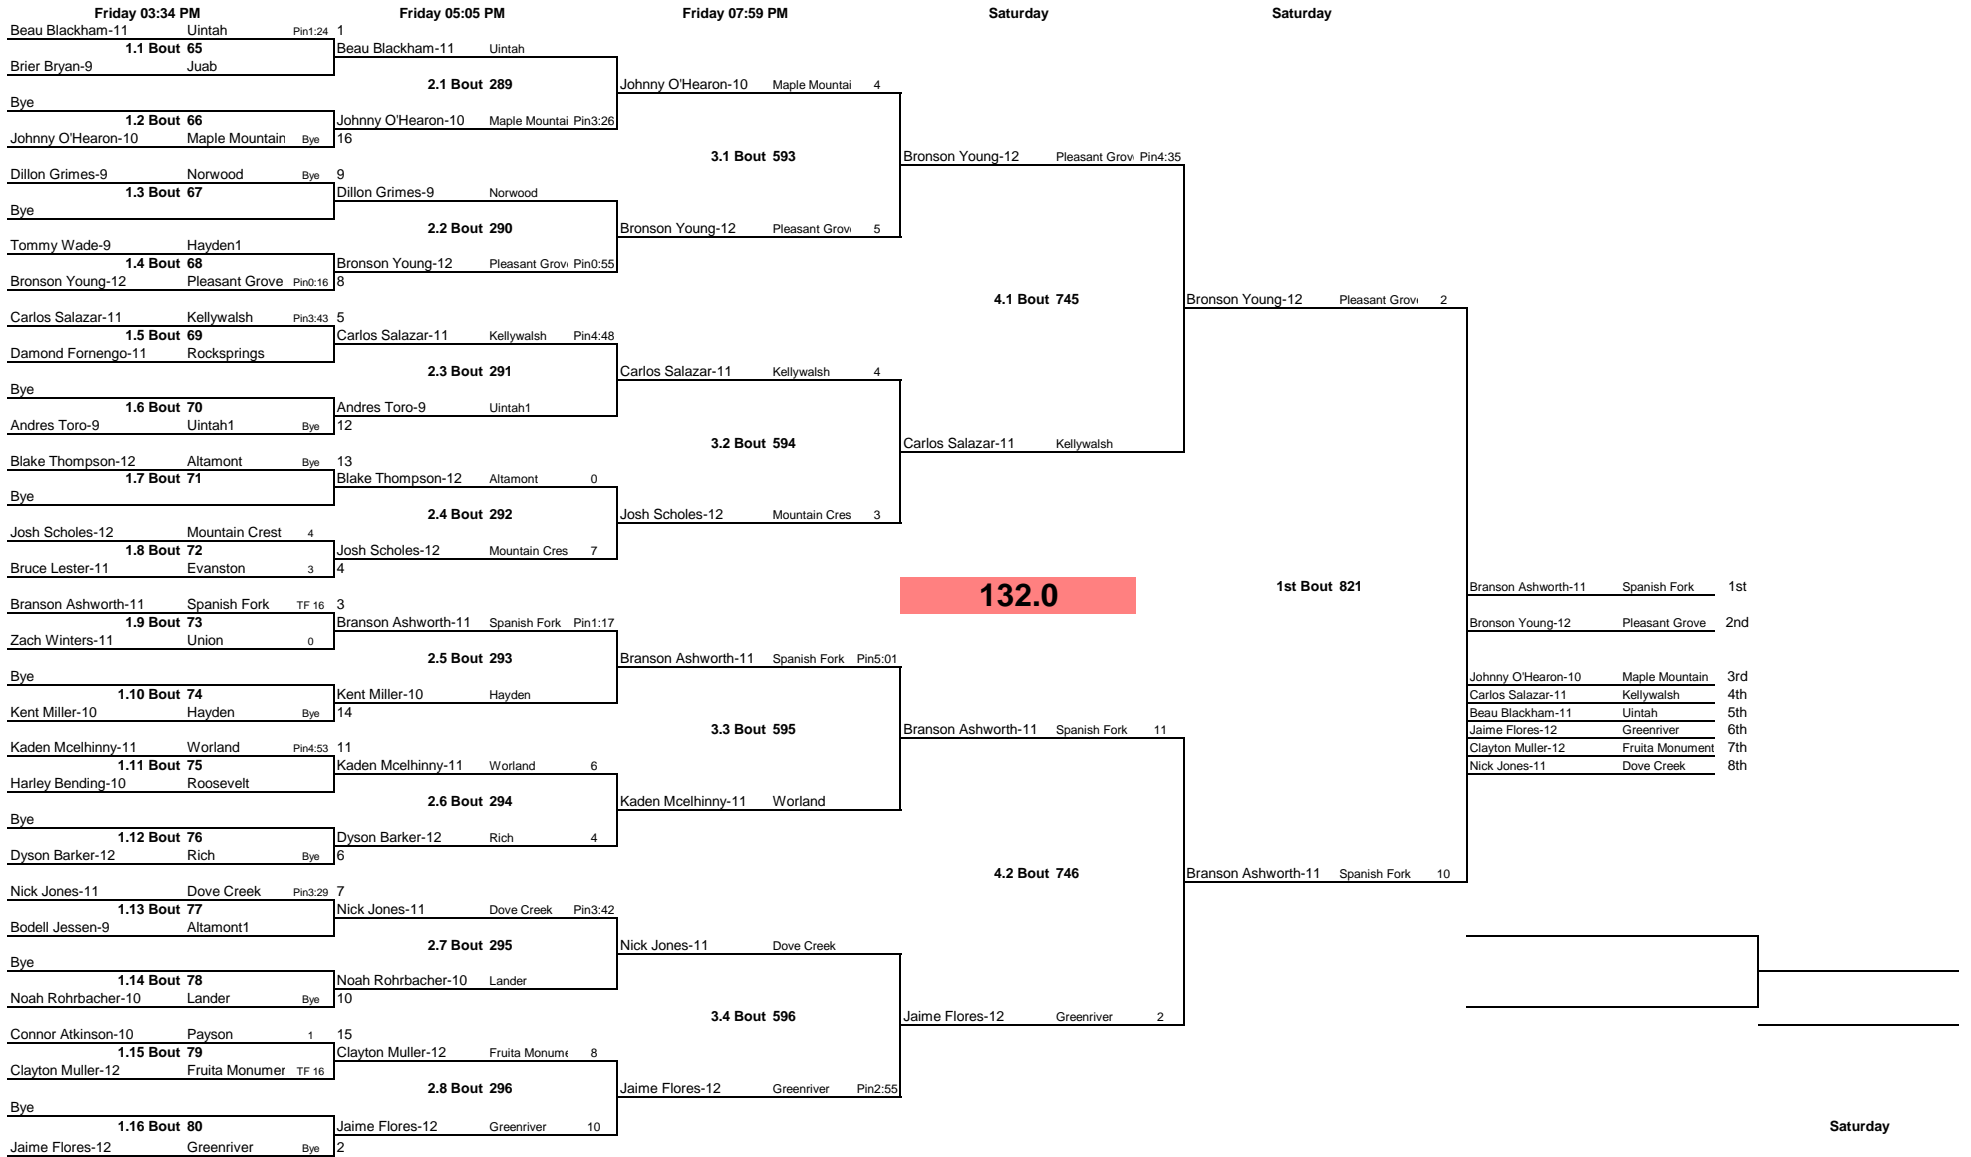 Friday 03:34 PM Friday 05:05 PM Friday 07:59 PM Saturday Saturday
Beau Blackham-11 Uintah Pin1:24 1
1.1 Bout 65
Brier Bryan-9 Juab
Bye
1.2 Bout 66
Johnny O'Hearon-10 Maple Mountain Bye 16
Dillon Grimes-9 Norwood Bye 9
1.3 Bout 67
Bye
Tommy Wade-9 Hayden1
1.4 Bout 68
Bronson Young-12 Pleasant Grove Pin0:16 8
Carlos Salazar-11 Kellywalsh Pin3:43 5
1.5 Bout 69
Damond Fornengo-11 Rocksprings
Bye
1.6 Bout 70
Andres Toro-9 Uintah1 Bye 12
Blake Thompson-12 Altamont Bye 13
1.7 Bout 71
Bye
Josh Scholes-12 Mountain Crest 4
1.8 Bout 72
Bruce Lester-11 Evanston 3 4
Branson Ashworth-11 Spanish Fork TF 16 3
1.9 Bout 73
Zach Winters-11 Union 0
Bye
1.10 Bout 74
Kent Miller-10 Hayden Bye 14
Kaden Mcelhinny-11 Worland Pin4:53 11
1.11 Bout 75
Harley Bending-10 Roosevelt
Bye
1.12 Bout 76
Dyson Barker-12 Rich Bye 6
Nick Jones-11 Dove Creek Pin3:29 7
1.13 Bout 77
Bodell Jessen-9 Altamont1
Bye
1.14 Bout 78
Noah Rohrbacher-10 Lander Bye 10
Connor Atkinson-10 Payson 1 15
1.15 Bout 79
Clayton Muller-12 Fruita Monumer TF 16
Bye
1.16 Bout 80
Jaime Flores-12 Greenriver Bye 2
Beau Blackham-11 Uintah
2.1 Bout 289
Johnny O'Hearon-10 Maple Mountai Pin3:26
Dillon Grimes-9 Norwood
2.2 Bout 290
Bronson Young-12 Pleasant Grov Pin0:55
Carlos Salazar-11 Kellywalsh Pin4:48
2.3 Bout 291
Andres Toro-9 Uintah1
Blake Thompson-12 Altamont 0
2.4 Bout 292
Josh Scholes-12 Mountain Cres 7
Branson Ashworth-11 Spanish Fork Pin1:17
2.5 Bout 293
Kent Miller-10 Hayden
Kaden Mcelhinny-11 Worland 6
2.6 Bout 294
Dyson Barker-12 Rich 4
Nick Jones-11 Dove Creek Pin3:42
2.7 Bout 295
Noah Rohrbacher-10 Lander
Clayton Muller-12 Fruita Monume 8
2.8 Bout 296
Jaime Flores-12 Greenriver 10
Johnny O'Hearon-10 Maple Mountai 4
3.1 Bout 593
Bronson Young-12 Pleasant Grov 5
Carlos Salazar-11 Kellywalsh 4
3.2 Bout 594
Josh Scholes-12 Mountain Cres 3
Branson Ashworth-11 Spanish Fork Pin5:01
3.3 Bout 595
Kaden Mcelhinny-11 Worland
Nick Jones-11 Dove Creek
3.4 Bout 596
Jaime Flores-12 Greenriver Pin2:55
Bronson Young-12 Pleasant Grov Pin4:35
4.1 Bout 745
Carlos Salazar-11 Kellywalsh
132.0
Branson Ashworth-11 Spanish Fork 11
4.2 Bout 746
Jaime Flores-12 Greenriver 2
Bronson Young-12 Pleasant Grov 2
1st Bout 821
Branson Ashworth-11 Spanish Fork 10
Branson Ashworth-11 Spanish Fork 1st
Bronson Young-12 Pleasant Grove 2nd
Johnny O'Hearon-10 Maple Mountain 3rd
Carlos Salazar-11 Kellywalsh 4th
Beau Blackham-11 Uintah 5th
Jaime Flores-12 Greenriver 6th
Clayton Muller-12 Fruita Monument 7th
Nick Jones-11 Dove Creek 8th
Saturday